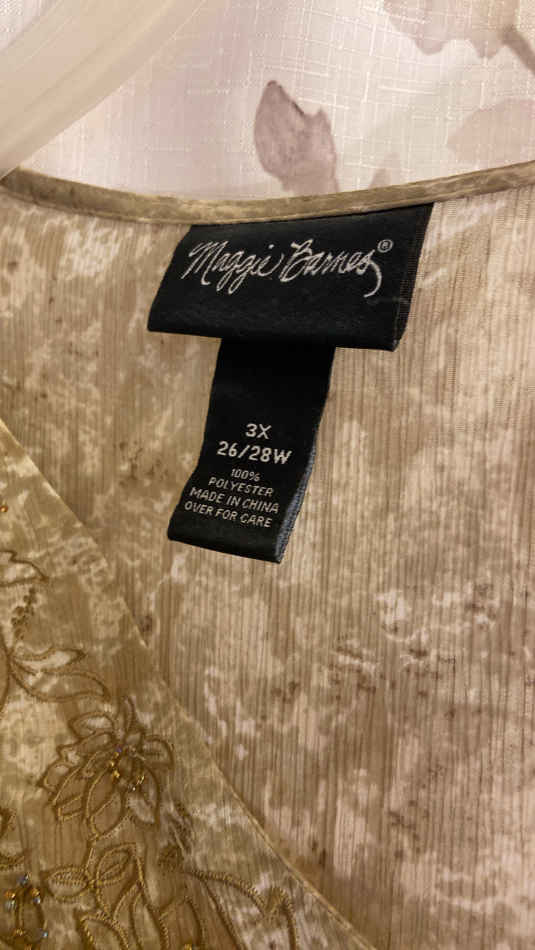 Maggie Barnes®
3X
26/28W
100%
POLYESTER
MADE IN CHINA
OVER FOR CARE